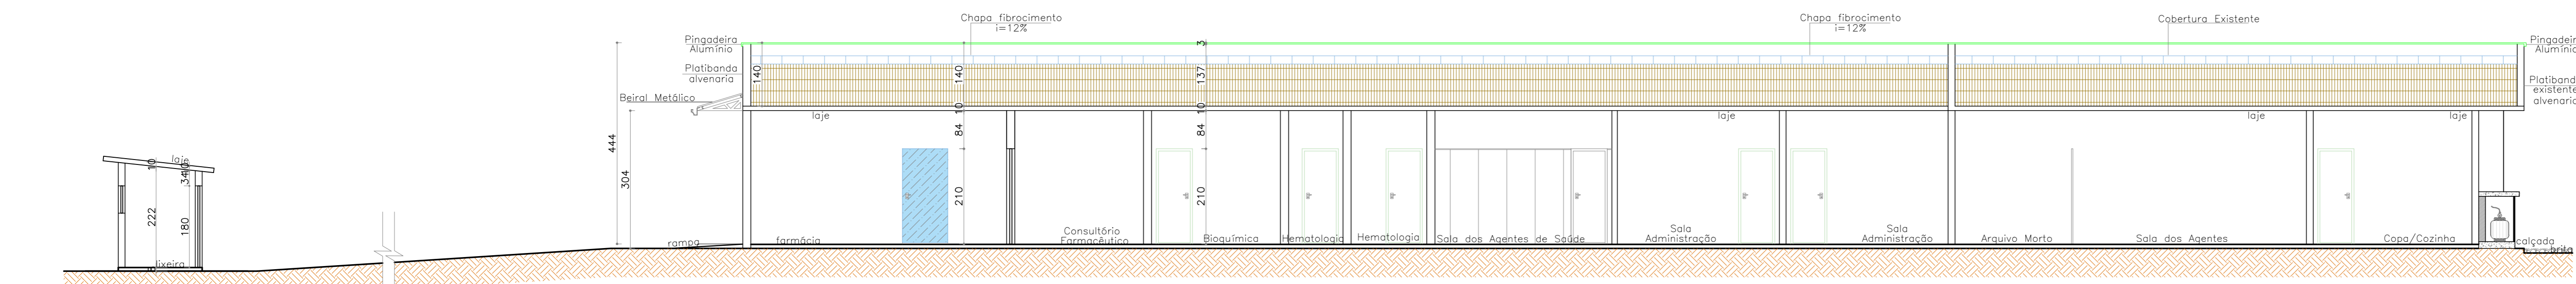 Chapa fibrocimento
i=12%
Chapa fibrocimento
i=12%
Cobertura Existente
Pingadeira
Alumínio
Pingadeira
Alumínio
Platibanda
alvenaria
Platibanda
existente
alvenaria
Beiral Metálico
140
140
3
137
10
10
laje
laje
laje
laje
84
84
444
304
210
210
laje
10
10
34
222
180
lixeira
rampa
farmácia
Consultório
Farmacêutico
Bioquímica
Hematologia
Hematologia
Sala dos Agentes de Saúde
Sala
Administração
Sala
Administração
Arquivo Morto
Sala dos Agentes
Copa/Cozinha
calçada
brita